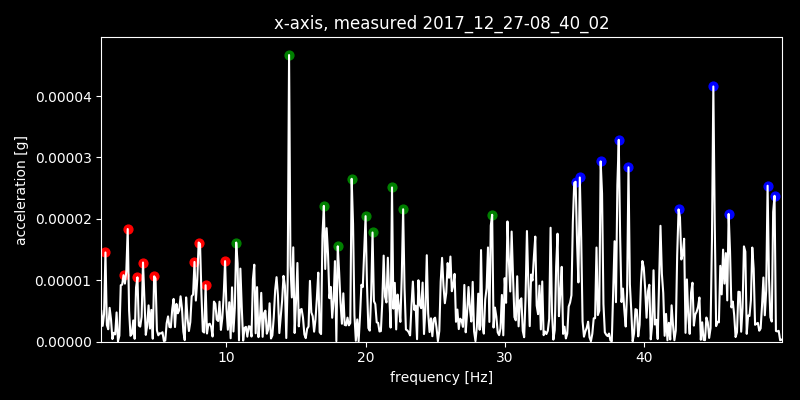 x-axis, measured 2017_12_27-08_40_02
acceleration [g]
0.00004
0.00003
0.00002
0.00001
0.00000
10 20 30 40
frequency [Hz]